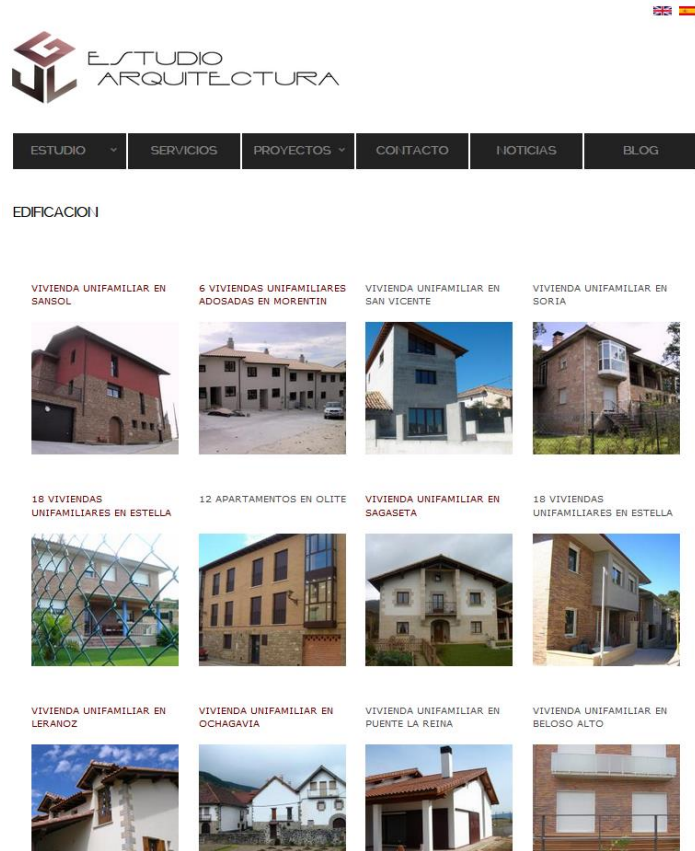 GJL
ESTUDIO
ARQUITECTURA
ESTUDIO
SERVICIOS
PROYECTOS
CONTACTO
NOTICIAS
BLOG
EDIFICACION
VIVIENDA UNIFAMILIAR EN
SANSOL
6 VIVIENDAS UNIFAMILIARES
ADOSADAS EN MORENTIN
VIVIENDA UNIFAMILIAR EN
SAN VICENTE
VIVIENDA UNIFAMILIAR EN
SORIA
18 VIVIENDAS
UNIFAMILIARES EN ESTELLA
12 APARTAMENTOS EN OLITE
VIVIENDA UNIFAMILIAR EN
SAGASETA
18 VIVIENDAS
UNIFAMILIARES EN ESTELLA
VIVIENDA UNIFAMILIAR EN
LERANOZ
VIVIENDA UNIFAMILIAR EN
OCHAGAVIA
VIVIENDA UNIFAMILIAR EN
PUENTE LA REINA
VIVIENDA UNIFAMILIAR EN
BELOSO ALTO